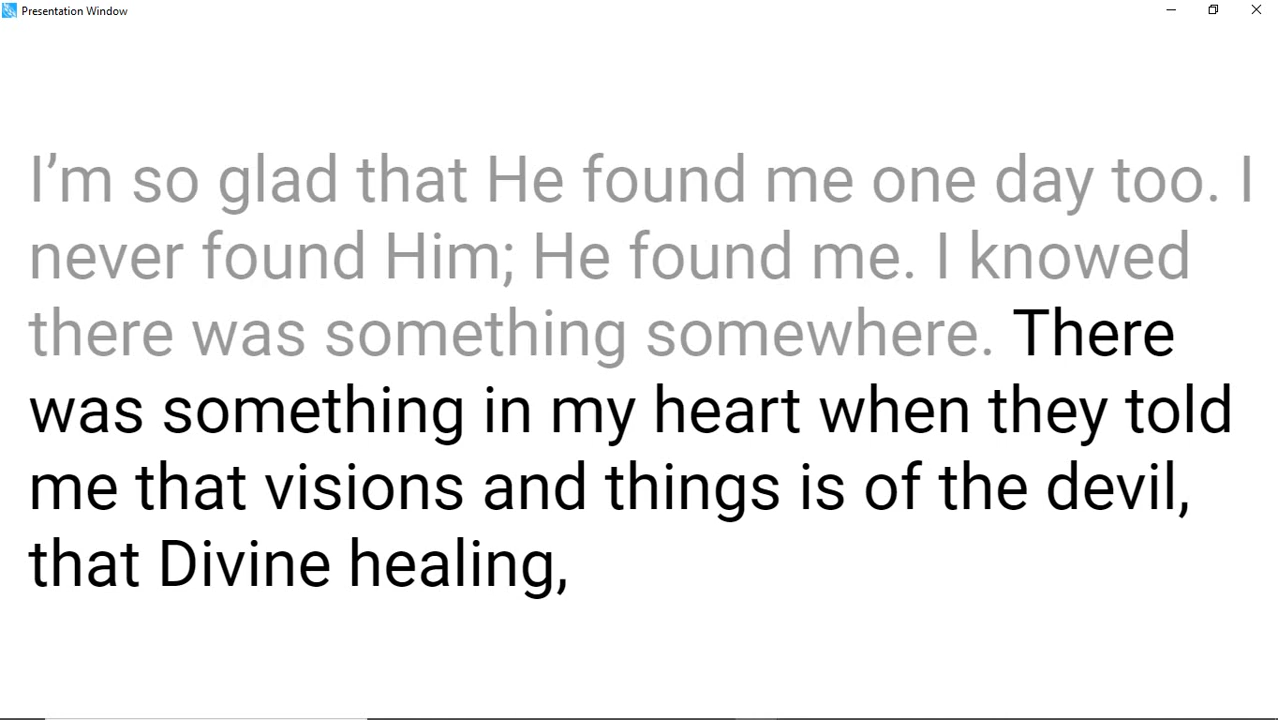 Presentation Window
I’m so glad that He found me one day too. I
never found Him; He found me. I knowed
there was something somewhere. There
was something in my heart when they told
me that visions and things is of the devil,
that Divine healing,